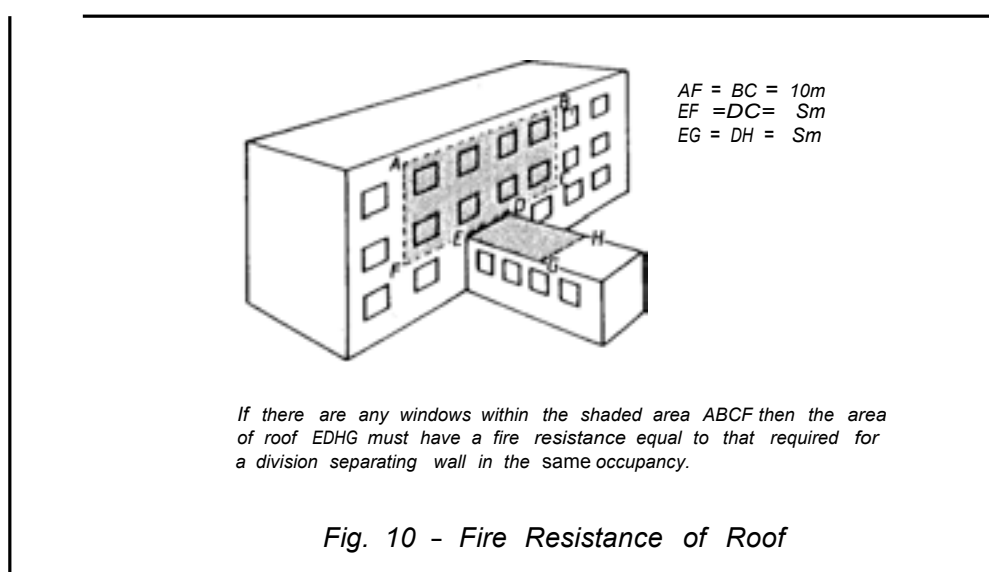 AF = BC = 10m
EF =DC= Sm
EG = DH = Sm
B
A
C
D
E
H
F
G
If there are any windows within the shaded area ABCF then the area
of roof EDHG must have a fire resistance equal to that required for
a division separating wall in the same occupancy.
Fig. 10 - Fire Resistance of Roof